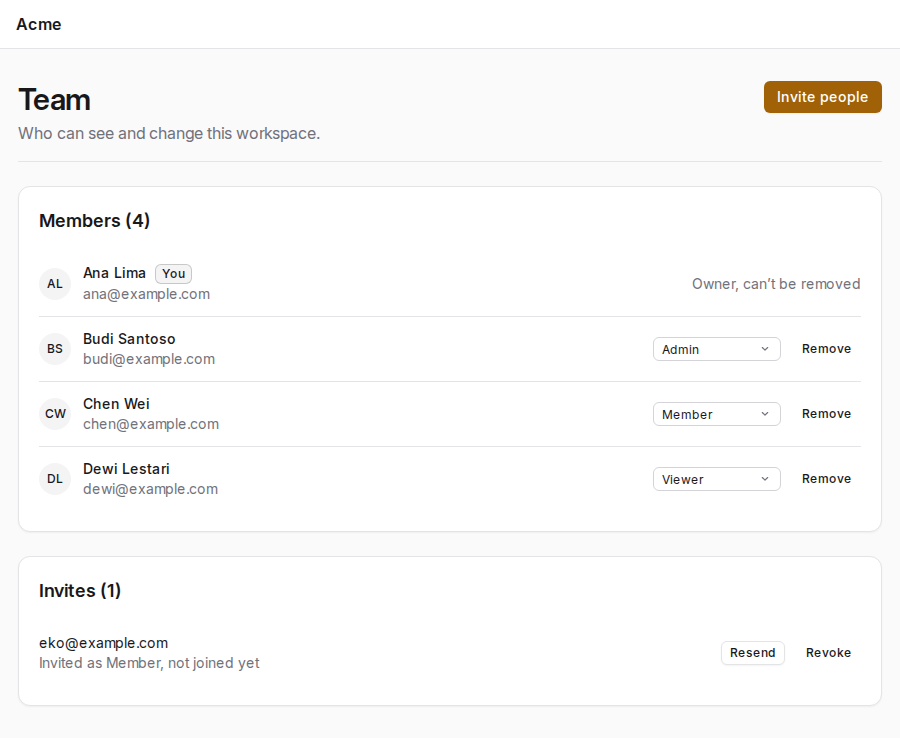 Acme
Team
Invite people
Who can see and change this workspace.
Members (4)
AL
Ana Lima You
ana@example.com
Owner, can’t be removed
BS
Budi Santoso
budi@example.com
Admin
Remove
CW
Chen Wei
chen@example.com
Member
Remove
DL
Dewi Lestari
dewi@example.com
Viewer
Remove
Invites (1)
eko@example.com
Invited as Member, not joined yet
Resend
Revoke